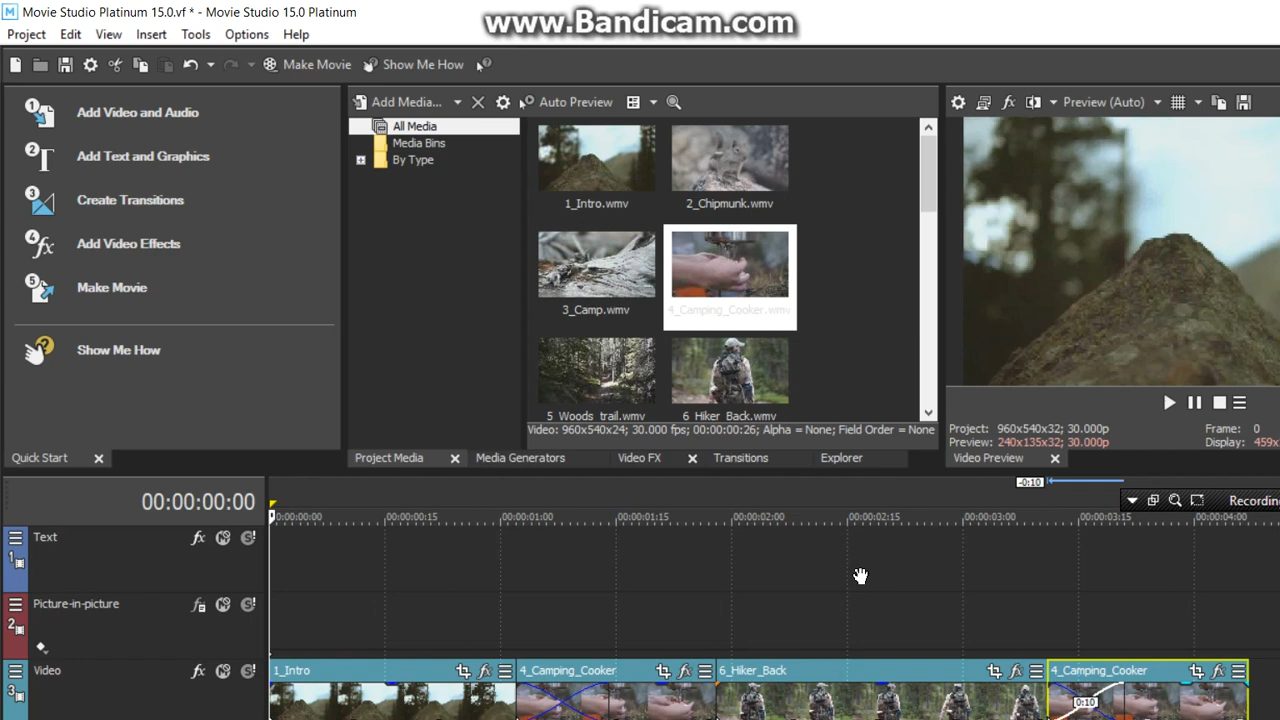 Movie Studio Platinum 15.0.vf * - Movie Studio 15.0 Platinum
www.Bandicam.com
Project Edit View Insert Tools Options Help
Make Movie Show Me How
1 Add Video and Audio
2 Add Text and Graphics
3 Create Transitions
4 Add Video Effects
5 Make Movie
Show Me How
Quick Start
Add Media... Auto Preview
All Media
Media Bins
By Type
1_Intro.wmv 2_Chipmunk.wmv
3_Camp.wmv 4_Camping_Cooker.wmv
5_Woods_trail.wmv 6_Hiker_Back.wmv
Video: 960x540x24; 30.000 fps; 00:00:00:26; Alpha = None; Field Order = None
Project Media Media Generators Video FX Transitions Explorer
Preview (Auto)
Project: 960x540x32; 30.000p Frame: 0
Preview: 240x135x32; 30.000p Display: 459x
Video Preview
-0:10
Recording
00:00:00:00
00:00:00:00 00:00:00:15 00:00:01:00 00:00:01:15 00:00:02:00 00:00:02:15 00:00:03:00 00:00:03:15 00:00:04:00
Text
1
Picture-in-picture
2
Video
3
1_Intro 4_Camping_Cooker 6_Hiker_Back 4_Camping_Cooker
0:10